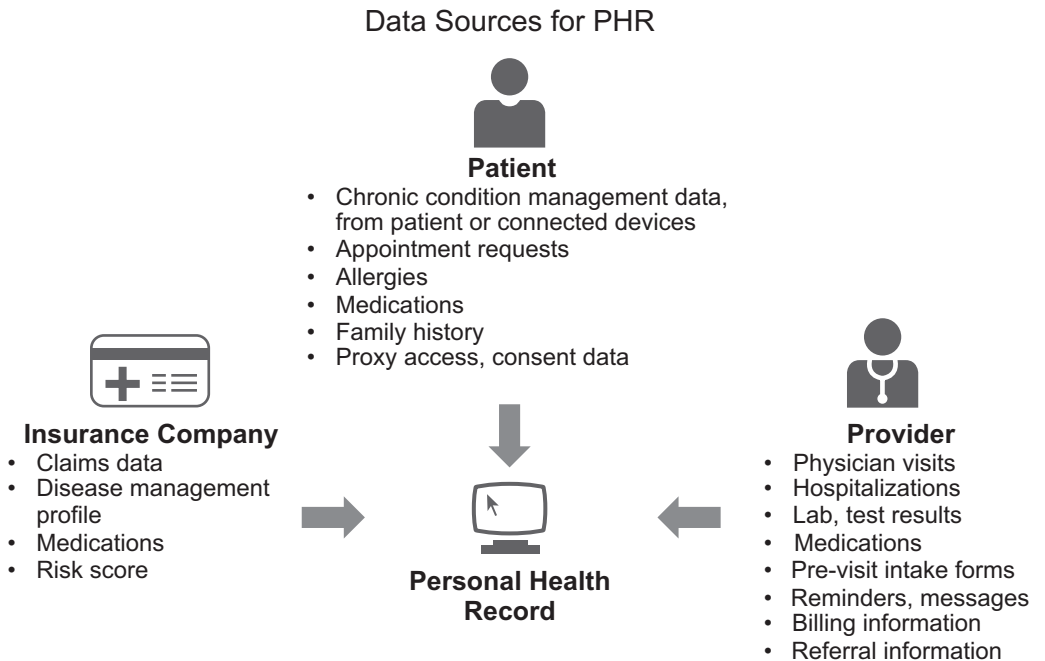 Data Sources for PHR
Patient
• Chronic condition management data,
from patient or connected devices
• Appointment requests
• Allergies
• Medications
• Family history
• Proxy access, consent data
Insurance Company
• Claims data
• Disease management
profile
• Medications
• Risk score
Personal Health
Record
Provider
• Physician visits
• Hospitalizations
• Lab, test results
• Medications
• Pre-visit intake forms
• Reminders, messages
• Billing information
• Referral information